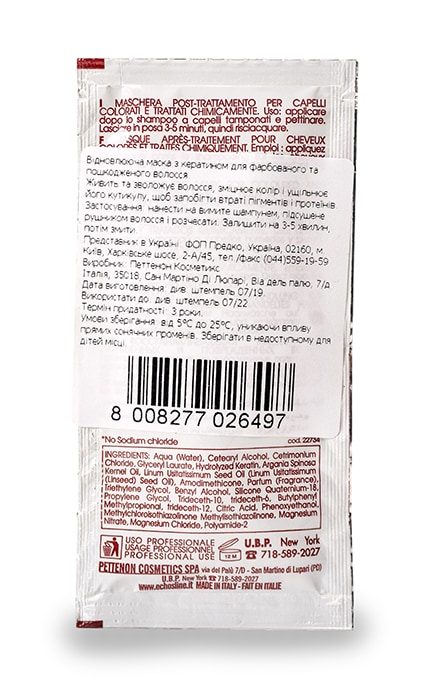 I MASCHERA POST-TRATTAMENTO PER CAPELLI
COLORATI E TRATTATI CHIMICAMENTE. Uso: applicare
dopo lo shampoo a capelli tamponati e pettinare.
Lasciare in posa 3-5 minuti, quindi risciacquare.
SQUE APRÈS-TRAITEMENT POUR CHEVEUX
TRAITÉS CHIMIQUEMENT. Emploi: appliquez
Відновлююча маска з кератином для фарбованого та
пошкодженого волосся
Живить та зволожує волосся, зміцнює колір і ущільнює
його кутикулу, щоб запобігти втраті пігментів і протеїнів
Застосування: нанести на вимите шампунем, підсушене
рушником волосся і розчесати. Залишити на 3-5 хвилин,
потім змити.
Представник в Україні: ФОП Предко, Україна, 02160, м.
Київ, Харківське шосе, 2-А/45, тел./факс (044)559-19-59
Виробник: Петтенон Косметикс
Італія, 35018, Сан Мартіно Ді Люпарі, Віа дель палю, 7/д
Дата виготовлення: див. штемпель 07/19.
Використати до: див. штемпель 07/22
Термін придатності: 3 роки.
Умови зберігання: від 5°С до 25°С, уникаючи впливу
прямих сонячних променів. Зберігати в недоступному для
дітей місці.
8 008277 026497
*No Sodium chloride cod. 22734
INGREDIENTS: Aqua (Water), Cetearyl Alcohol, Cetrimonium
Chloride, Glyceryl Laurate, Hydrolyzed Keratin, Argania Spinosa
Kernel Oil, Linum Usitatissimum Seed Oil (Linum Usitatissimum
(Linseed) Seed Oil), Amodimethicone, Parfum (Fragrance),
Triethylene Glycol, Benzyl Alcohol, Silicone Quaternium-18,
Propylene Glycol, Trideceth-10, trideceth-6, Butylphenyl
Methylpropional, trideceth-12, Citric Acid, Phenoxyethanol,
Methylchloroisothiazolinone Methylisothiazolinone, Magnesium
Nitrate, Magnesium Chloride, Polyamide-2
USO PROFESSIONALE
USAGE PROFESSIONNEL
PROFESSIONAL USE
12 M
U.B.P. New York
☎ 718-589-2027
PETTENON COSMETICS SPA via del Palù 7/D - San Martino di Lupari (PD)
U.B.P. New York ☎ 718-589-2027
www.echosline.it MADE IN ITALY - FAIT EN ITALIE